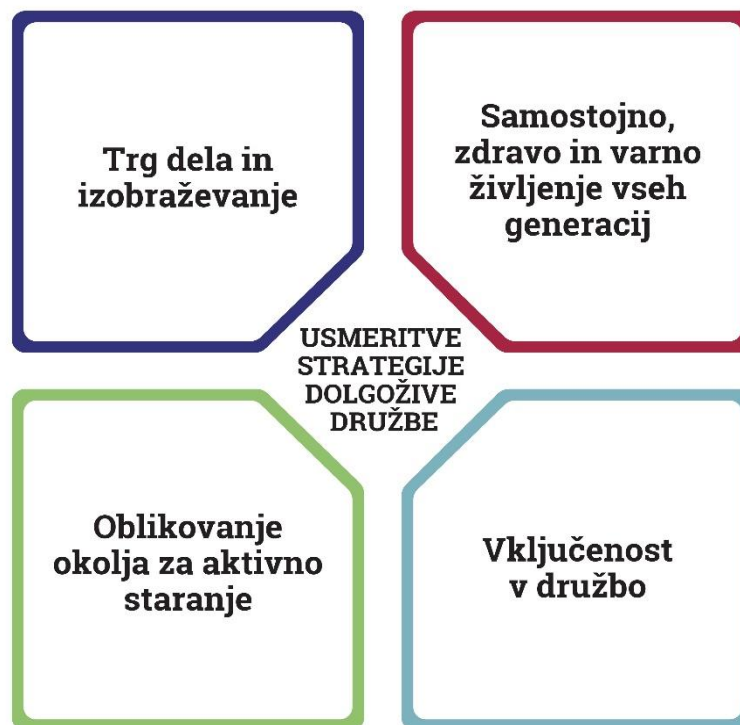 Trg dela in
izobraževanje
Samostojno,
zdravo in varno
življenje vseh
generacij
USMERITVE
STRATEGIJE
DOLGOŽIVE
DRUŽBE
Oblikovanje
okolja za aktivno
staranje
Vključenost
v družbo